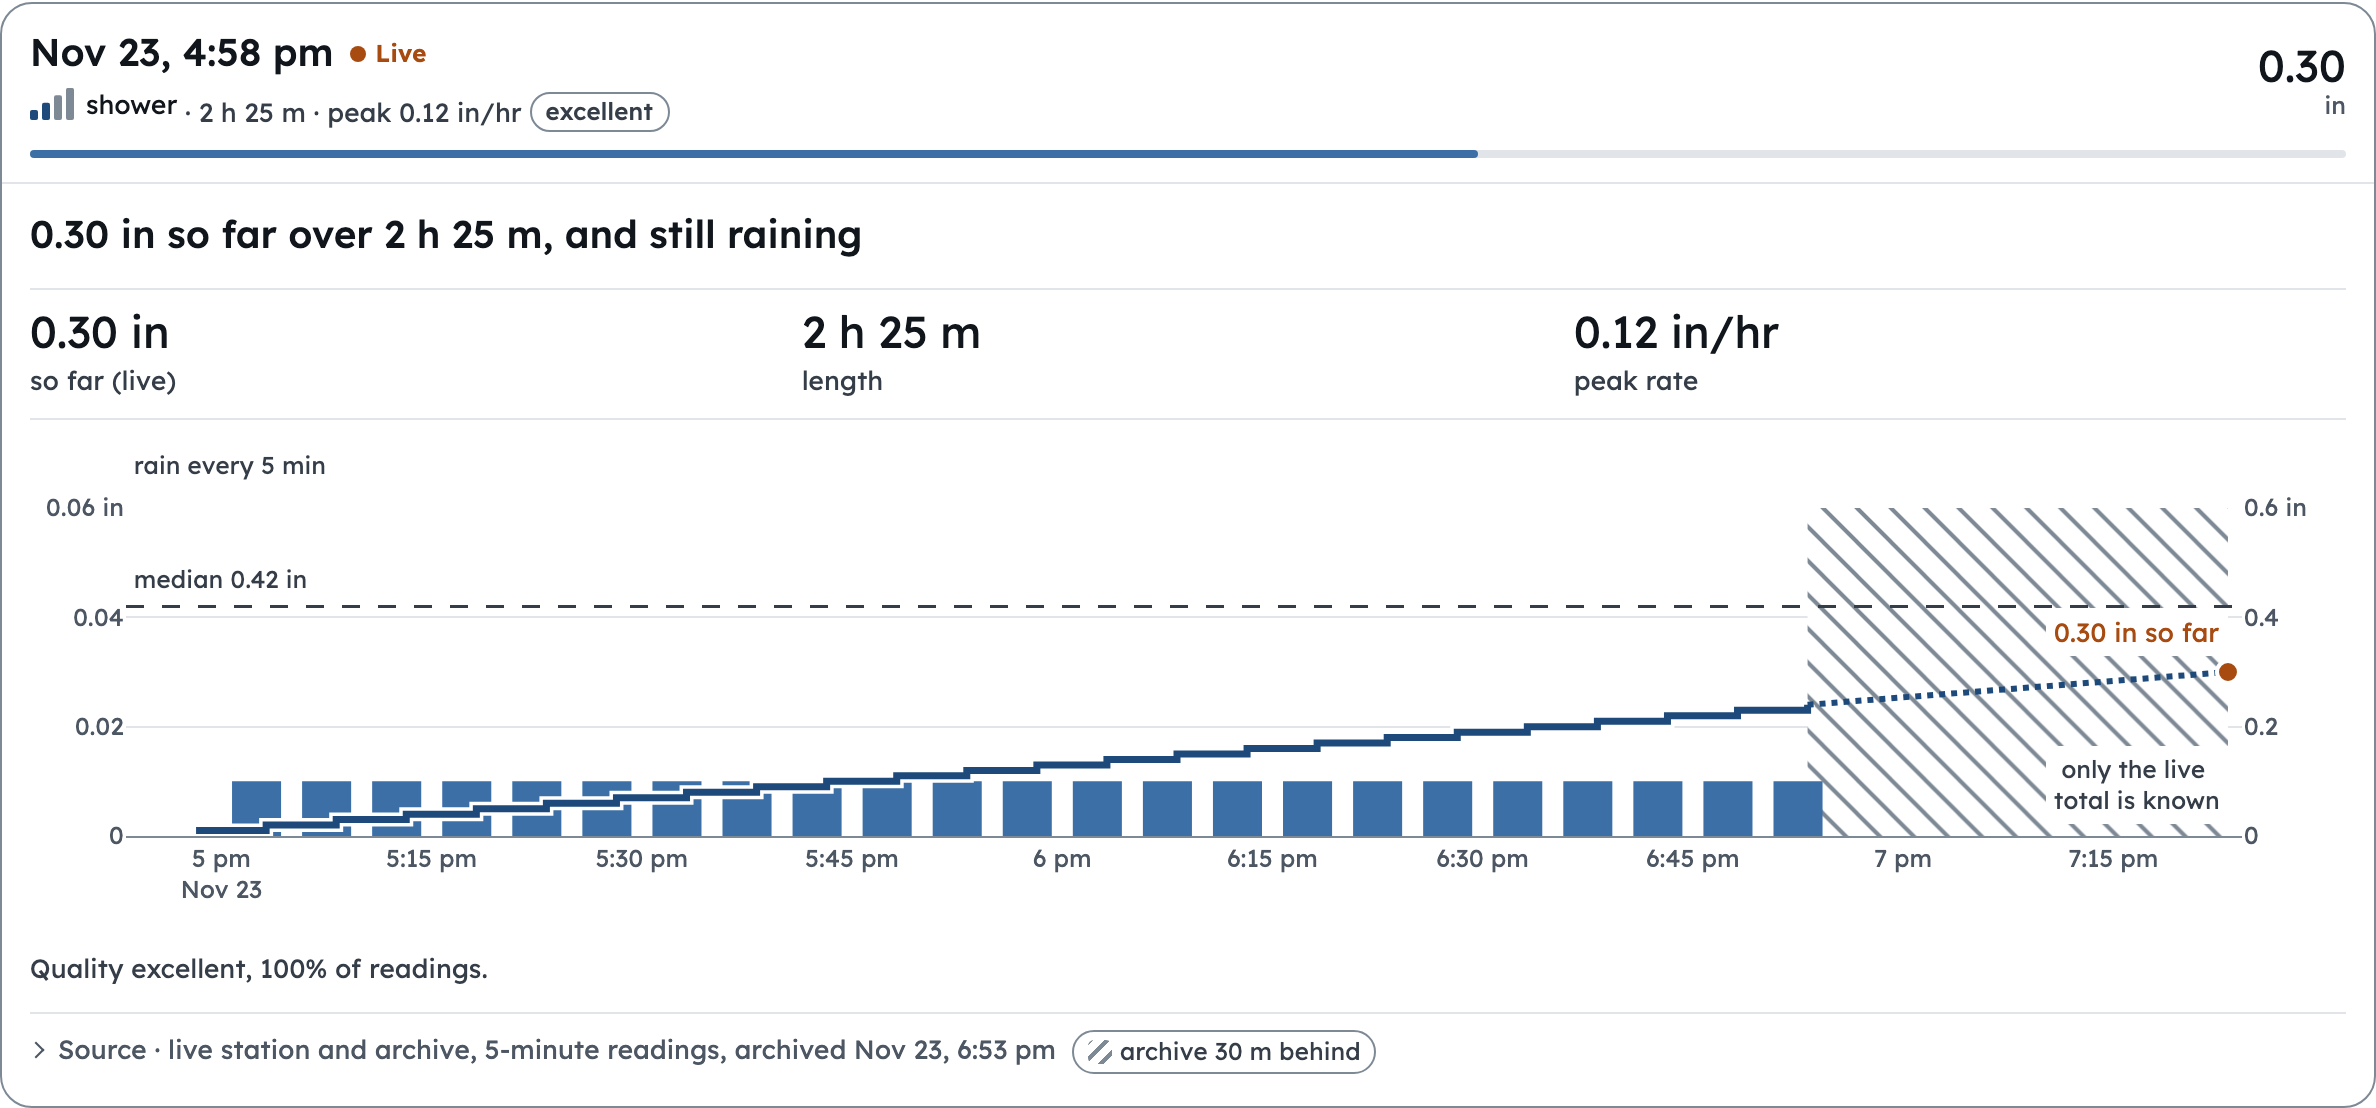 Nov 23, 4:58 pm Live
0.30
in
shower · 2 h 25 m · peak 0.12 in/hr excellent
0.30 in so far over 2 h 25 m, and still raining
0.30 in
so far (live)
2 h 25 m
length
0.12 in/hr
peak rate
rain every 5 min
0.06 in
0.6 in
median 0.42 in
0.04
0.4
0.30 in so far
0.02
0.2
only the live
total is known
0
0
5 pm 5:15 pm 5:30 pm 5:45 pm 6 pm 6:15 pm 6:30 pm 6:45 pm 7 pm 7:15 pm
Nov 23
Quality excellent, 100% of readings.
Source · live station and archive, 5-minute readings, archived Nov 23, 6:53 pm archive 30 m behind